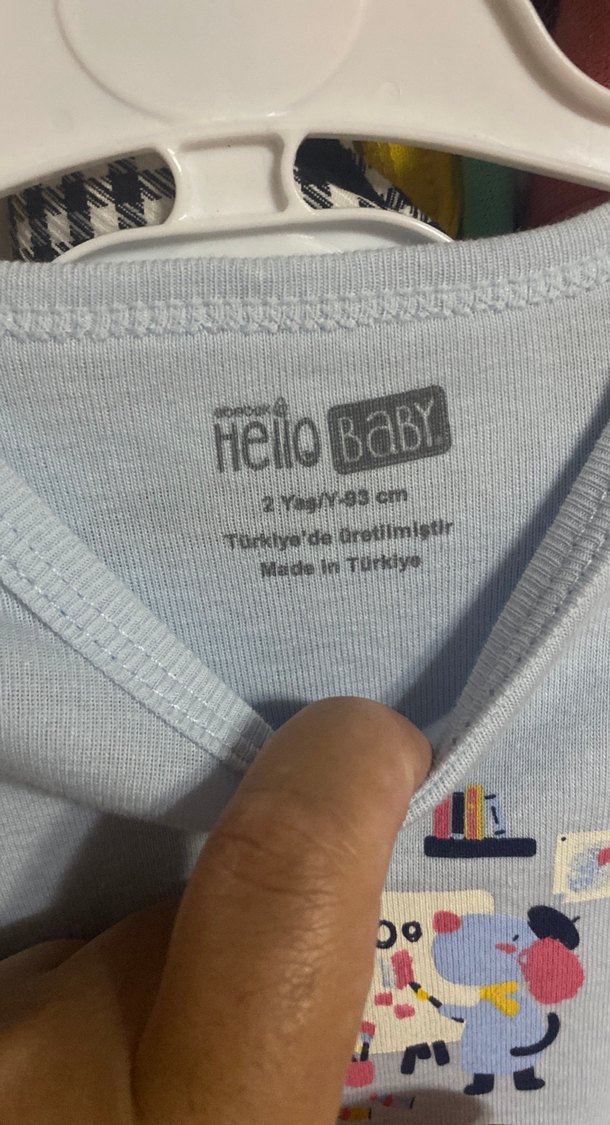 Hello BaBY
2 Yaş/Y-93 cm
Türkiye'de üretilmiştir
Made in Türkiye